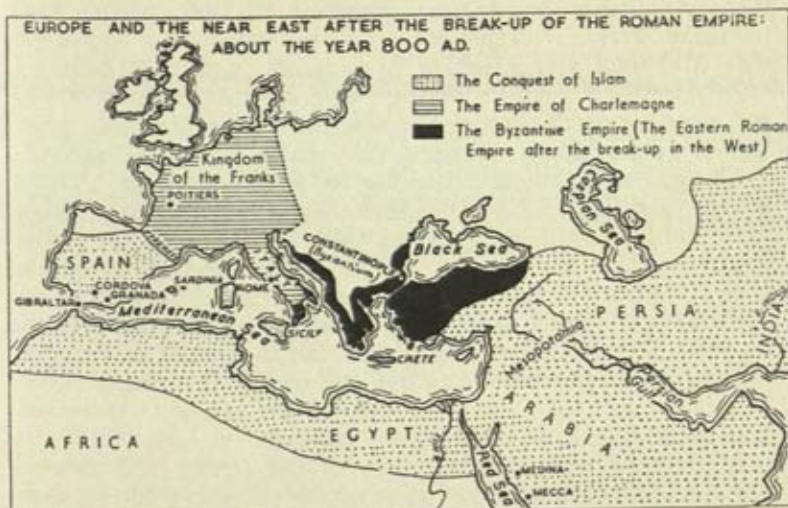 EUROPE AND THE NEAR EAST AFTER THE BREAK-UP OF THE ROMAN EMPIRE:
ABOUT THE YEAR 800 A.D.
The Conquest of Islam
The Empire of Charlemagne
The Byzantine Empire (The Eastern Roman
Empire after the break-up in the West)
Kingdom
of the Franks
POITIERS
Caspian Sea
Black Sea
CONSTANTINOPLE
(Byzantium)
SPAIN
ITALY
CORDOVA
GRANADA
SARDINIA
ROME
GIBRALTAR
Mediterranean Sea
SICILY
CRETE
PERSIA
INDIA
Mesopotamia
Persian
Gulf
ARABIA
AFRICA
EGYPT
Red Sea
MEDINA
MECCA